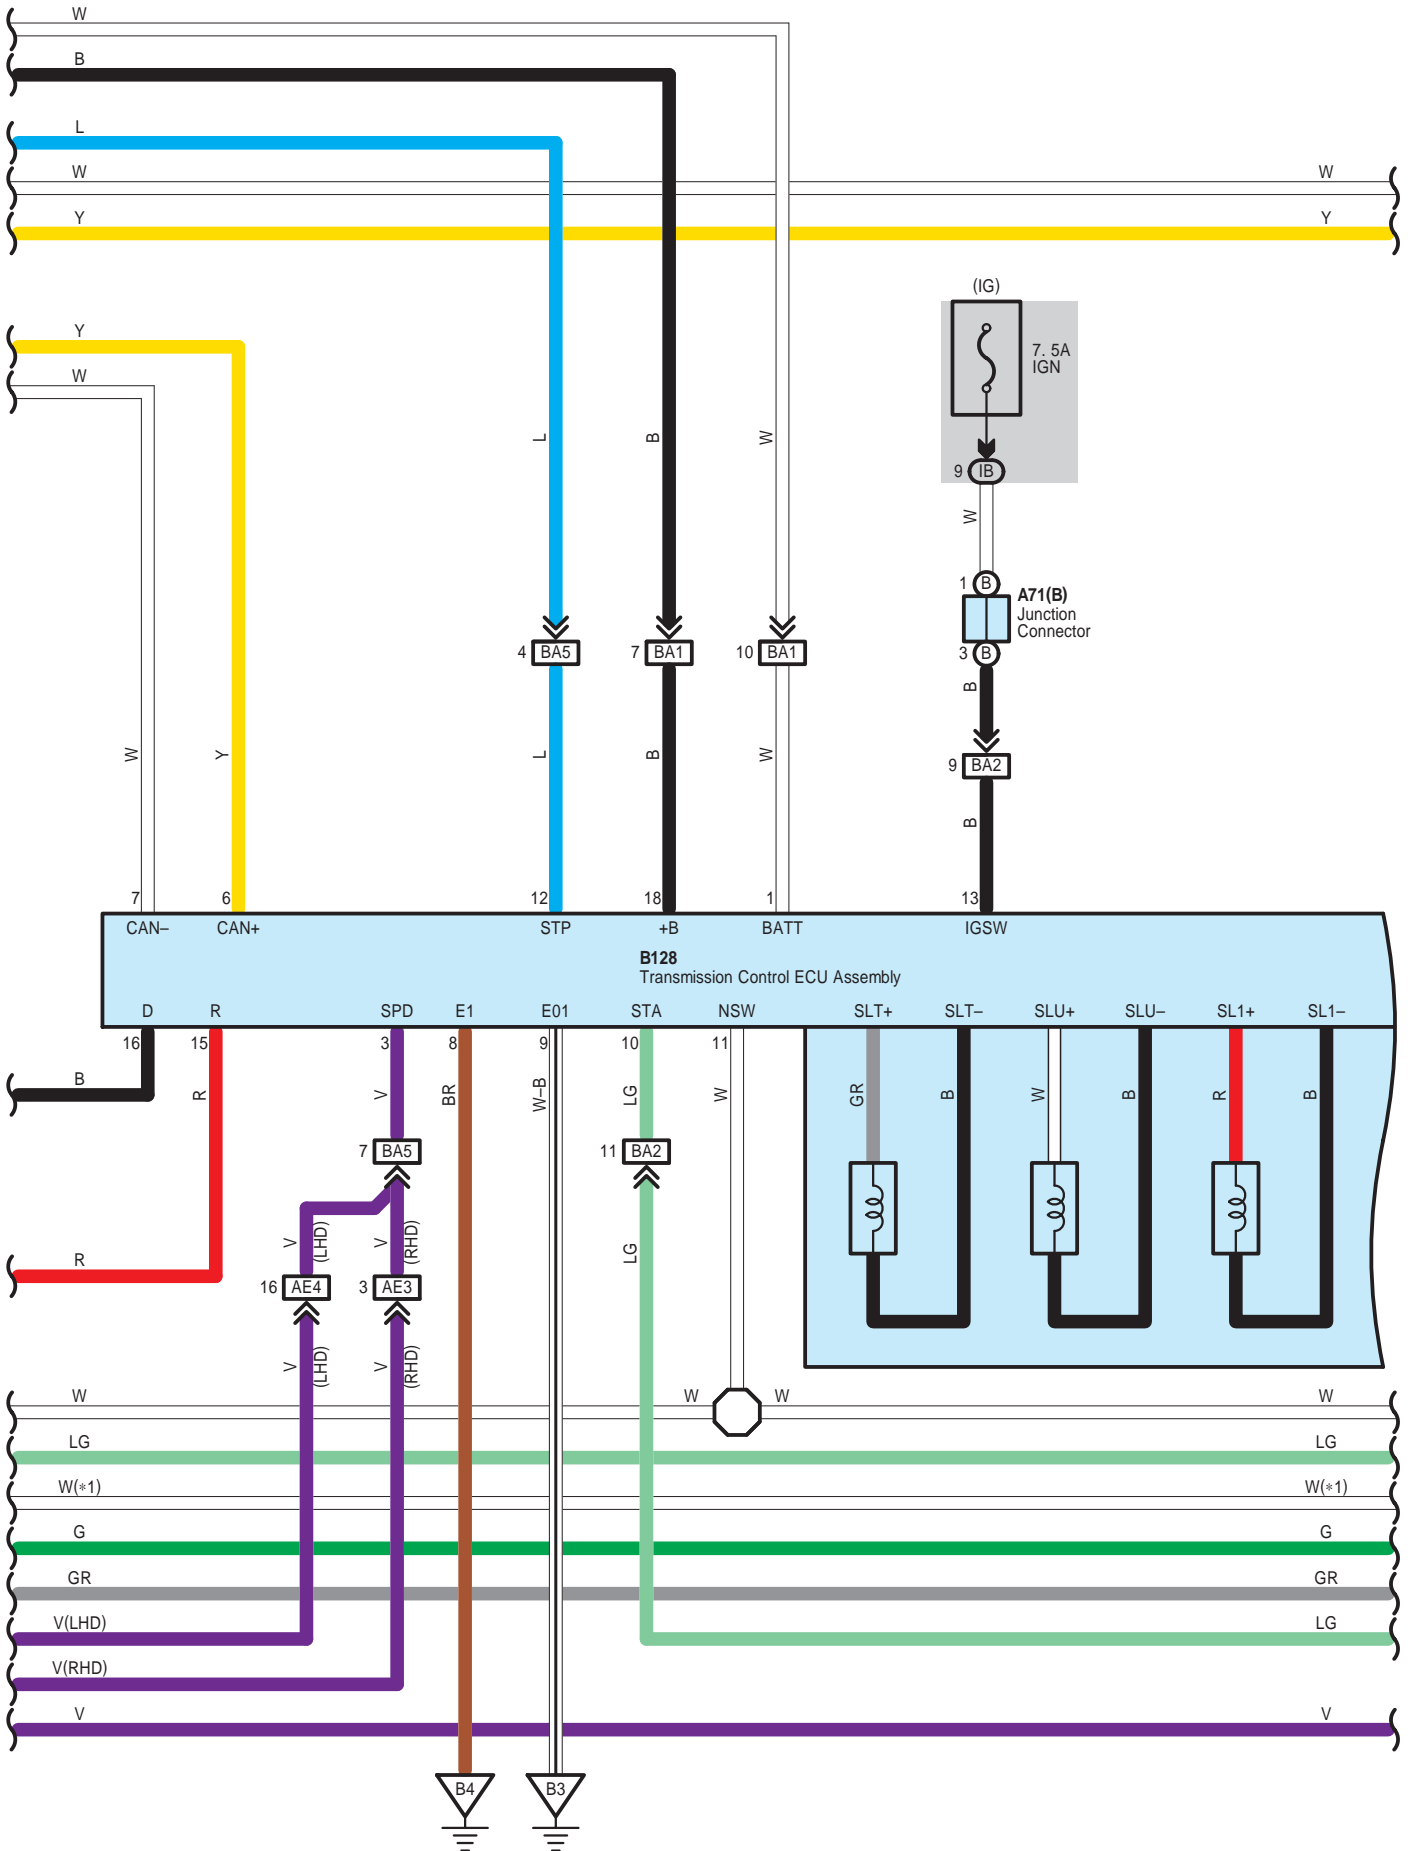 W
B
L
W W
Y Y
(IG)
Y
7. 5A
IGN
W
L B W
9 IB
W
1 B
A71(B)
Junction
Connector
4 BA5 7 BA1 10 BA1 3 B
B
W Y L B W
9 BA2
B
7 6 12 18 1 13
CAN– CAN+ STP +B BATT IGSW
B128
Transmission Control ECU Assembly
D R SPD E1 E01 STA NSW SLT+ SLT– SLU+ SLU– SL1+ SL1–
16 15 3 8 9 10 11
B
R V BR W–B LG W GR B W B R B
7 BA5 11 BA2
V (LHD) V (RHD) LG
R
16 AE4 3 AE3
V (LHD) V (RHD)
W W W W
LG LG
W(*1) W(*1)
G G
GR GR
V(LHD) LG
V(RHD)
V V
B4 B3